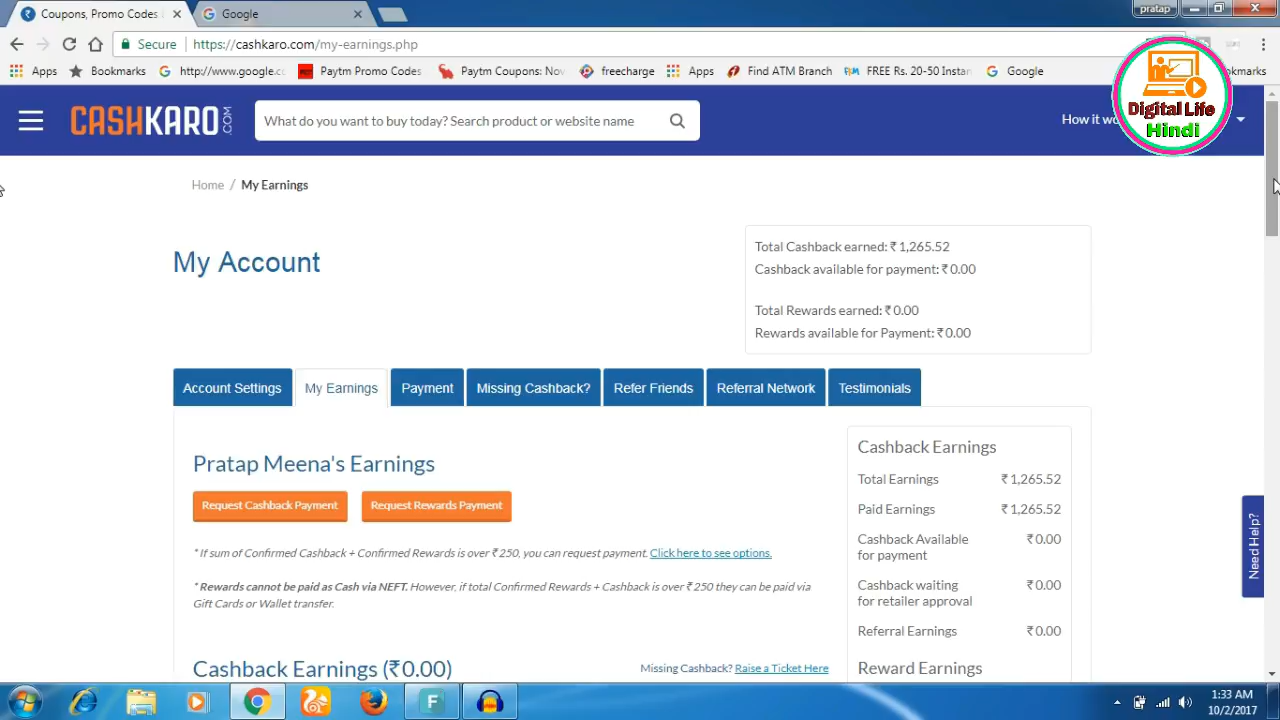 Coupons, Promo Codes
Google
pratap
Secure
https://cashkaro.com/my-earnings.php
Apps
Bookmarks
http://www.google.cc
Paytm Promo Codes
Paytm Coupons: Nov
freecharge
Apps
Find ATM Branch
FREE For 20-50 Instan
Google
okmarks
CASHKARO.COM
What do you want to buy today? Search product or website name
How it wo
Digital Life
Hindi
Home / My Earnings
My Account
Total Cashback earned: ₹ 1,265.52
Cashback available for payment: ₹ 0.00
Total Rewards earned: ₹ 0.00
Rewards available for Payment: ₹ 0.00
Account Settings
My Earnings
Payment
Missing Cashback?
Refer Friends
Referral Network
Testimonials
Pratap Meena's Earnings
Request Cashback Payment
Request Rewards Payment
* If sum of Confirmed Cashback + Confirmed Rewards is over ₹ 250, you can request payment. Click here to see options.
* Rewards cannot be paid as Cash via NEFT. However, if total Confirmed Rewards + Cashback is over ₹ 250 they can be paid via
Gift Cards or Wallet transfer.
Cashback Earnings (₹0.00)
Missing Cashback? Raise a Ticket Here
Cashback Earnings
Total Earnings ₹ 1,265.52
Paid Earnings ₹ 1,265.52
Cashback Available
for payment ₹ 0.00
Cashback waiting
for retailer approval ₹ 0.00
Referral Earnings ₹ 0.00
Reward Earnings
Need Help?
1:33 AM
10/2/2017